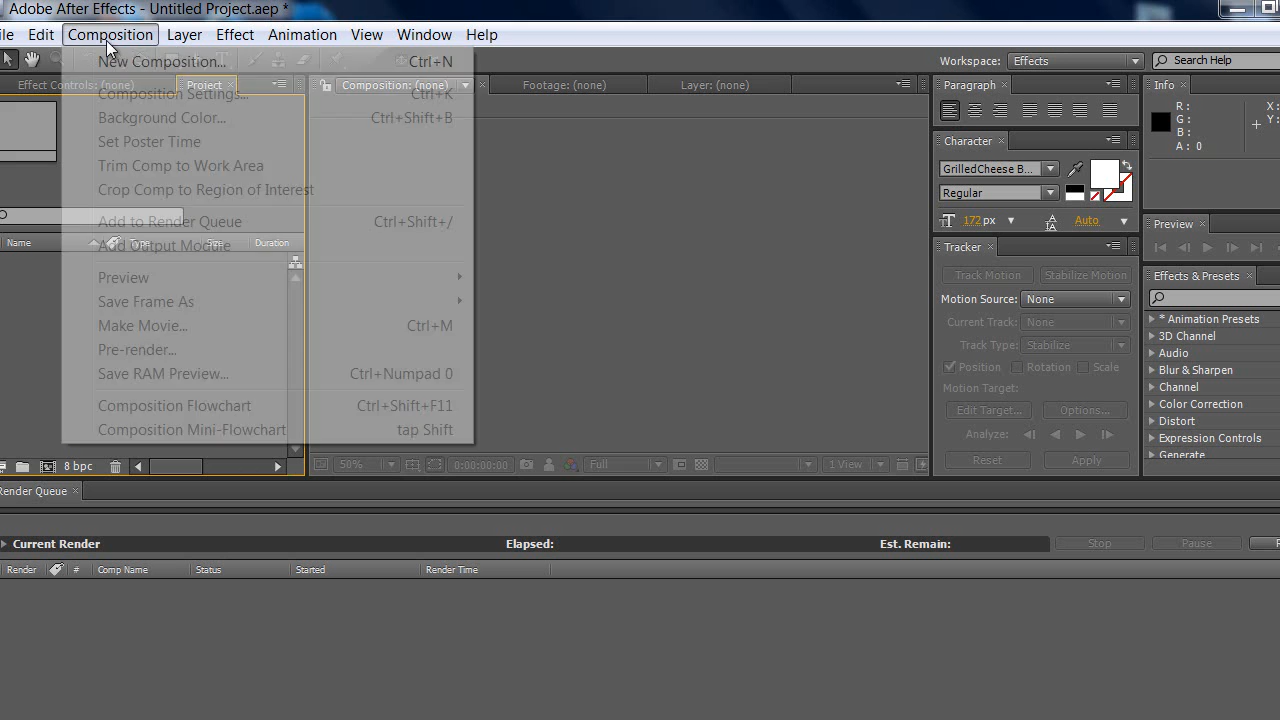 Adobe After Effects - Untitled Project.aep *
ile Edit Composition Layer Effect Animation View Window Help
Workspace: Effects Search Help
New Composition... Ctrl+N
Composition Settings... Ctrl+K
Background Color... Ctrl+Shift+B
Set Poster Time
Trim Comp to Work Area
Crop Comp to Region of Interest
Add to Render Queue Ctrl+Shift+/
Add Output Module
Preview
Save Frame As
Make Movie... Ctrl+M
Pre-render...
Save RAM Preview... Ctrl+Numpad 0
Composition Flowchart Ctrl+Shift+F11
Composition Mini-Flowchart tap Shift
Effect Controls: (none) Project
Name Type Size Duration
8 bpc
Composition: (none) Footage: (none) Layer: (none)
50% 0:00:00:00 Full 1 View
Paragraph
Character
GrilledCheese B...
Regular
172 px Auto
Tracker
Track Motion Stabilize Motion
Motion Source: None
Current Track: None
Track Type: Stabilize
Position Rotation Scale
Motion Target:
Edit Target... Options...
Analyze:
Reset Apply
Info
R : X:
G : Y:
B :
A : 0
Preview
Effects & Presets
* Animation Presets
3D Channel
Audio
Blur & Sharpen
Channel
Color Correction
Distort
Expression Controls
Generate
Render Queue
Current Render Elapsed: Est. Remain: Stop Pause R
Render # Comp Name Status Started Render Time